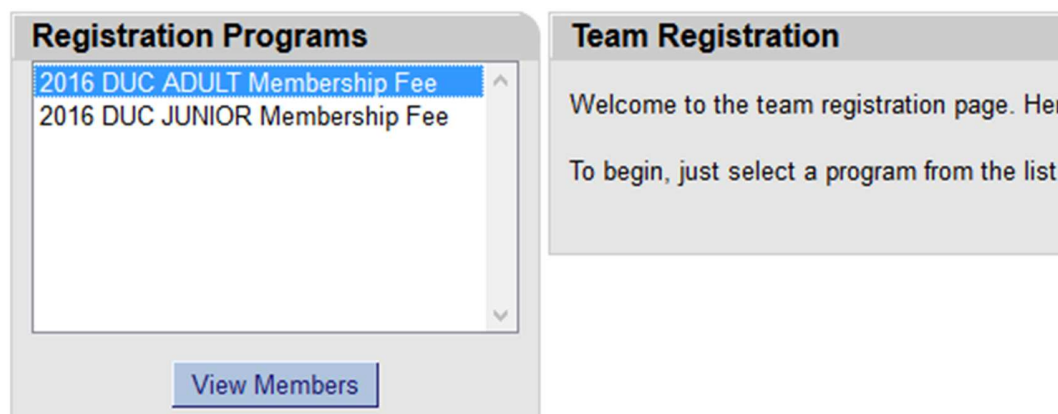 Registration Programs
2016 DUC ADULT Membership Fee
2016 DUC JUNIOR Membership Fee
View Members
Team Registration
Welcome to the team registration page.
To begin, just select a program from the list